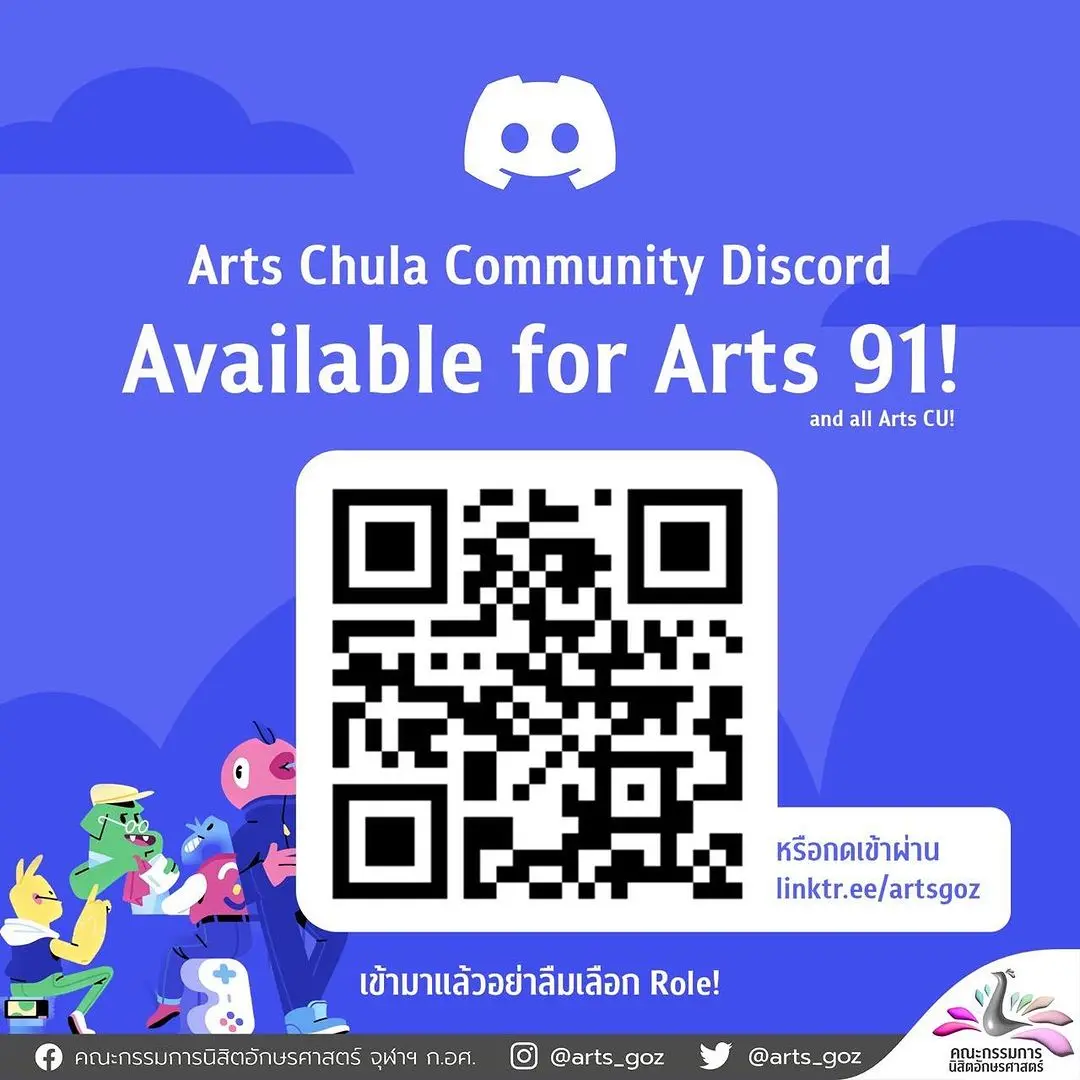 Arts Chula Community Discord
Available for Arts 91!
and all Arts CU!
หรือกดเข้าผ่าน
linktr.ee/artsgoz
เข้ามาแล้วอย่าลืมเลือก Role!
คณะกรรมการนิสิตอักษรศาสตร์ จุฬาฯ ก.อศ.
@arts_goz
@arts_goz
คณะกรรมการ
นิสิตอักษรศาสตร์